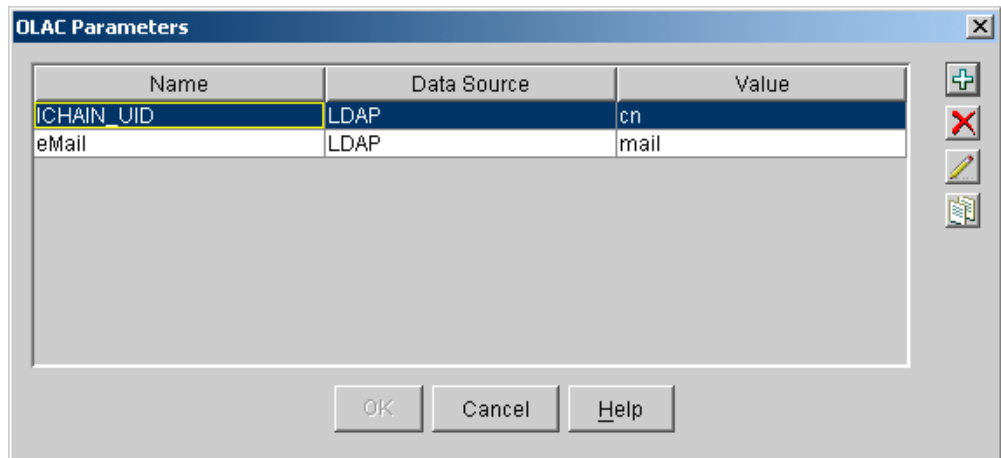 OLAC Parameters
Name Data Source Value
ICHAIN_UID LDAP cn
eMail LDAP mail
OK Cancel Help